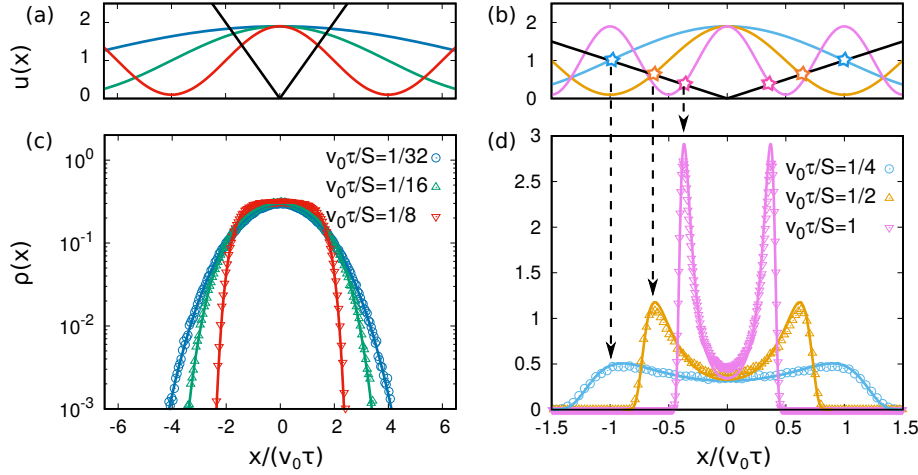 (a)
u(x)
2
1
0
(b)
u(x)
2
1
0
(c)
ρ(x)
10⁰
10⁻¹
10⁻²
10⁻³
v₀τ/S=1/32
v₀τ/S=1/16
v₀τ/S=1/8
-6 -4 -2 0 2 4 6
x/(v₀τ)
(d)
3
2.5
2
1.5
1
0.5
0
v₀τ/S=1/4
v₀τ/S=1/2
v₀τ/S=1
-1.5 -1 -0.5 0 0.5 1 1.5
x/(v₀τ)